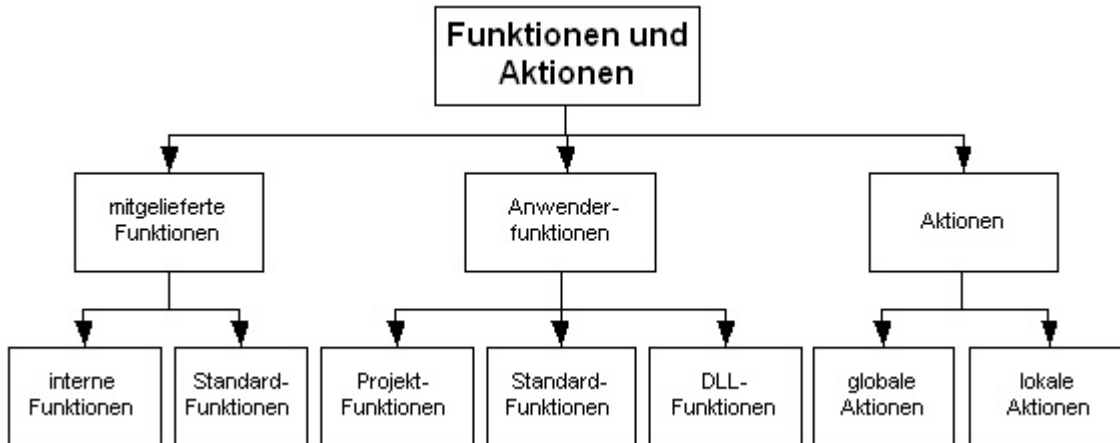 Funktionen und
Aktionen
mitgelieferte
Funktionen
Anwender-
funktionen
Aktionen
interne
Funktionen
Standard-
Funktionen
Projekt-
Funktionen
Standard-
Funktionen
DLL-
Funktionen
globale
Aktionen
lokale
Aktionen